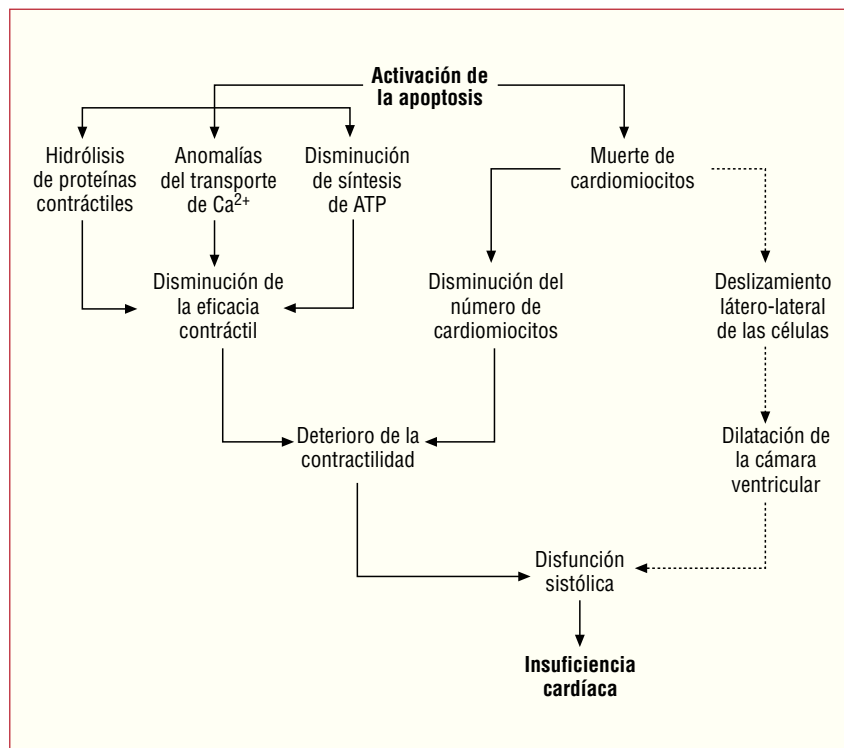 Activación de
la apoptosis
Hidrólisis
de proteínas
contráctiles
Anomalías
del transporte
de Ca²⁺
Disminución
de síntesis
de ATP
Muerte de
cardiomiocitos
Disminución de
la eficacia
contráctil
Disminución del
número de
cardiomiocitos
Deslizamiento
látero-lateral
de las células
Deterioro de la
contractilidad
Dilatación de
la cámara
ventricular
Disfunción
sistólica
Insuficiencia
cardíaca